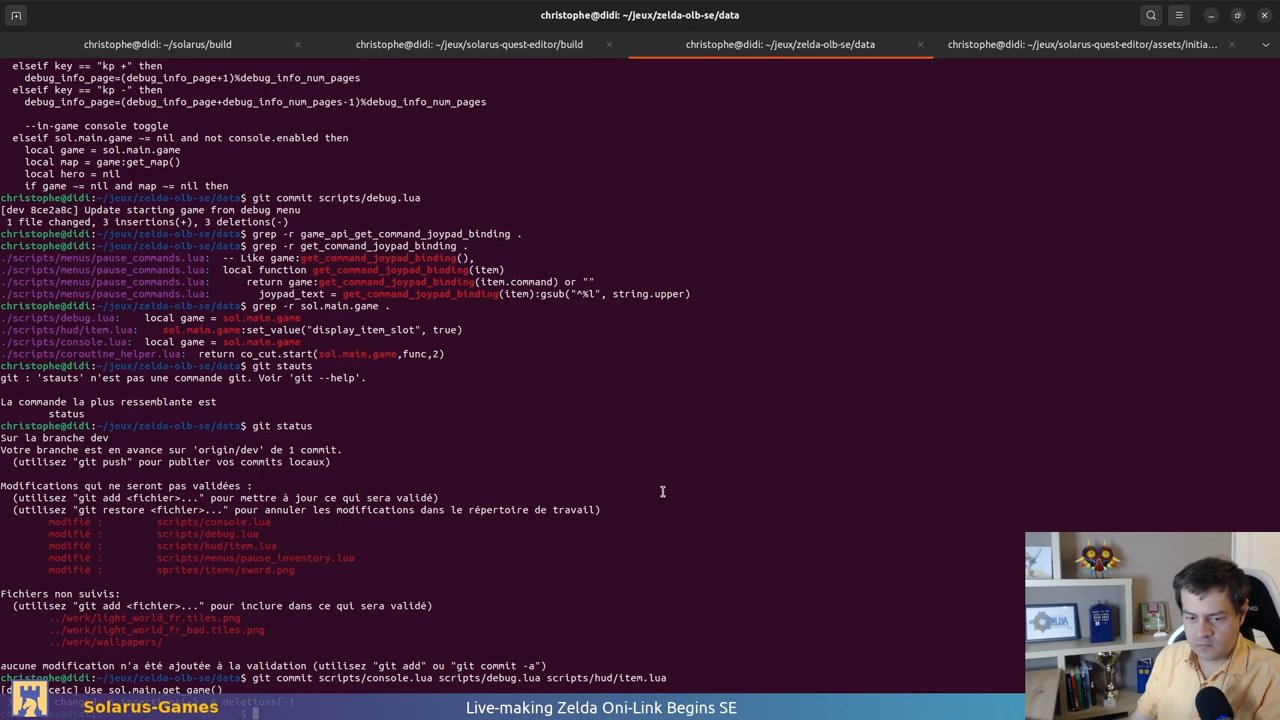 christophe@didi: ~/jeux/zelda-olb-se/data
christophe@didi: ~/solarus/build
christophe@didi: ~/jeux/solarus-quest-editor/build
christophe@didi: ~/jeux/zelda-olb-se/data
christophe@didi: ~/jeux/solarus-quest-editor/assets/initia...
elseif key == "kp +" then
debug_info_page=(debug_info_page+1)%debug_info_num_pages
elseif key == "kp -" then
debug_info_page=(debug_info_page+debug_info_num_pages-1)%debug_info_num_pages
--in-game console toggle
elseif sol.main.game ~= nil and not console.enabled then
local game = sol.main.game
local map = game:get_map()
local hero = nil
if game ~= nil and map ~= nil then
christophe@didi:~/jeux/zelda-olb-se/data$ git commit scripts/debug.lua
[dev 8ce2a8c] Update starting game from debug menu
1 file changed, 3 insertions(+), 3 deletions(-)
christophe@didi:~/jeux/zelda-olb-se/data$ grep -r game_api_get_command_joypad_binding .
christophe@didi:~/jeux/zelda-olb-se/data$ grep -r get_command_joypad_binding .
./scripts/menus/pause_commands.lua:  -- Like game:get_command_joypad_binding(),
./scripts/menus/pause_commands.lua:  local function get_command_joypad_binding(item)
./scripts/menus/pause_commands.lua:      return game:get_command_joypad_binding(item.command) or ""
./scripts/menus/pause_commands.lua:        joypad_text = get_command_joypad_binding(item):gsub("^%l", string.upper)
christophe@didi:~/jeux/zelda-olb-se/data$ grep -r sol.main.game .
./scripts/debug.lua:     local game = sol.main.game
./scripts/hud/item.lua:     sol.main.game:set_value("display_item_slot", true)
./scripts/console.lua:   local game = sol.main.game
./scripts/coroutine_helper.lua:  return co_cut.start(sol.main,game,func,2)
christophe@didi:~/jeux/zelda-olb-se/data$ git stauts
git : 'stauts' n'est pas une commande git. Voir 'git --help'.
La commande la plus ressemblante est
status
christophe@didi:~/jeux/zelda-olb-se/data$ git status
Sur la branche dev
Votre branche est en avance sur 'origin/dev' de 1 commit.
(utilisez "git push" pour publier vos commits locaux)
Modifications qui ne seront pas validées :
(utilisez "git add <fichier>..." pour mettre à jour ce qui sera validé)
(utilisez "git restore <fichier>..." pour annuler les modifications dans le répertoire de travail)
modifié :         scripts/console.lua
modifié :         scripts/debug.lua
modifié :         scripts/hud/item.lua
modifié :         scripts/menus/pause_inventory.lua
modifié :         sprites/items/sword.png
Fichiers non suivis:
(utilisez "git add <fichier>..." pour inclure dans ce qui sera validé)
../work/light_world_fr.tiles.png
../work/light_world_fr_bad.tiles.png
../work/wallpapers/
aucune modification n'a été ajoutée à la validation (utilisez "git add" ou "git commit -a")
christophe@didi:~/jeux/zelda-olb-se/data$ git commit scripts/console.lua scripts/debug.lua scripts/hud/item.lua
ce1c] Use sol.main.get_game()
deletions(-)
Solarus-Games
Live-making Zelda Oni-Link Begins SE